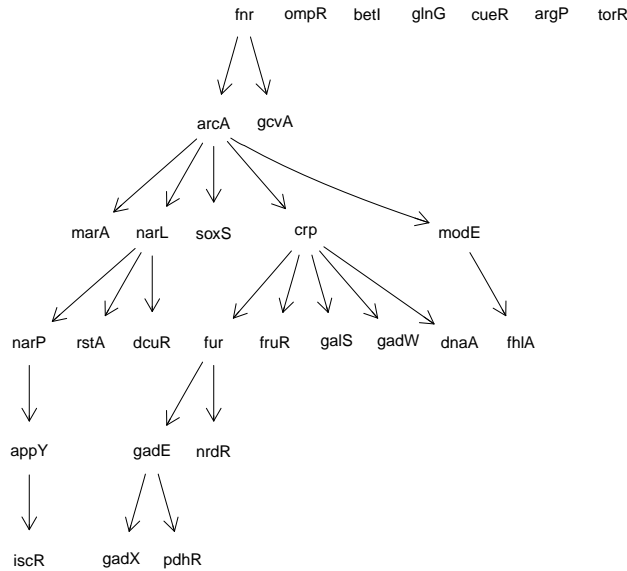 fnr ompR betI glnG cueR argP torR
arcA gcvA
marA narL soxS crp modE
narP rstA dcuR fur fruR galS gadW dnaA fhlA
appY gadE nrdR
iscR gadX pdhR